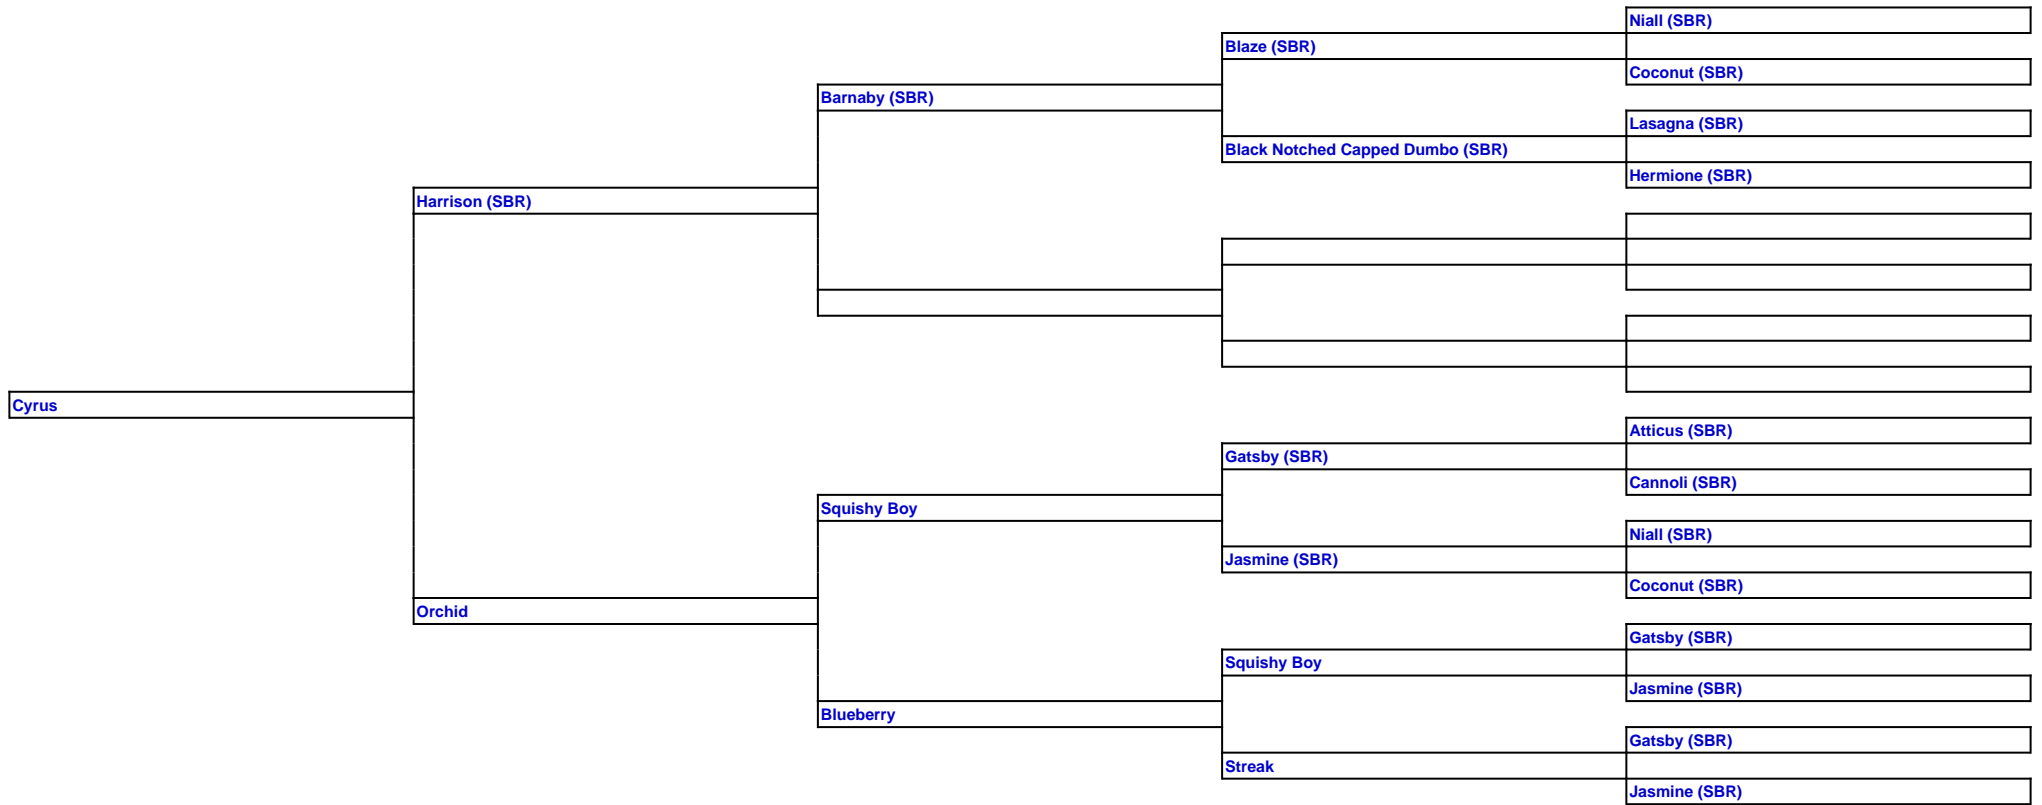 Niall (SBR)
Blaze (SBR)
Coconut (SBR)
Barnaby (SBR)
Lasagna (SBR)
Black Notched Capped Dumbo (SBR)
Hermione (SBR)
Harrison (SBR)
Cyrus
Atticus (SBR)
Gatsby (SBR)
Cannoli (SBR)
Squishy Boy
Niall (SBR)
Jasmine (SBR)
Coconut (SBR)
Orchid
Gatsby (SBR)
Squishy Boy
Jasmine (SBR)
Blueberry
Gatsby (SBR)
Streak
Jasmine (SBR)